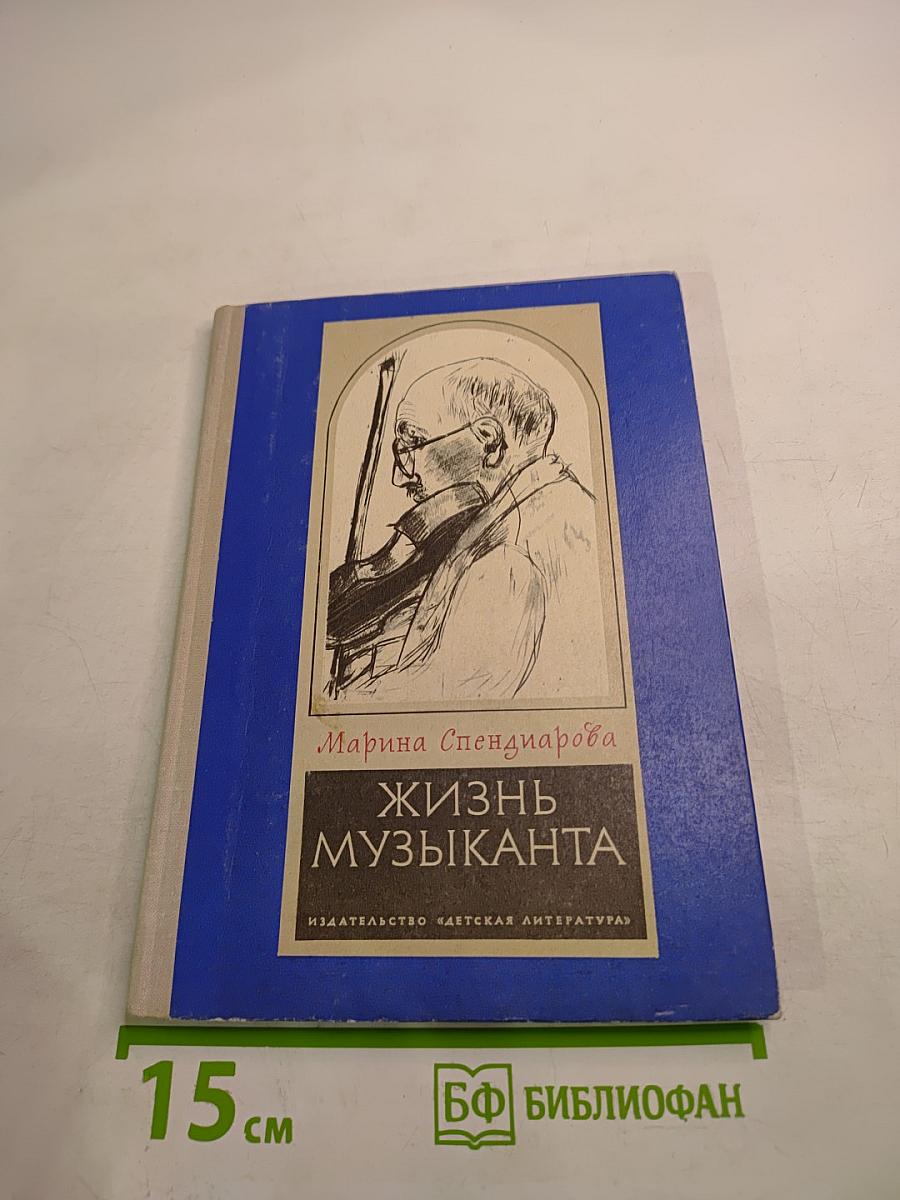 Марина Спендиарова
ЖИЗНЬ
МУЗЫКАНТА
ИЗДАТЕЛЬСТВО «ДЕТСКАЯ ЛИТЕРАТУРА»
15 см
БФ БИБЛИОФАН